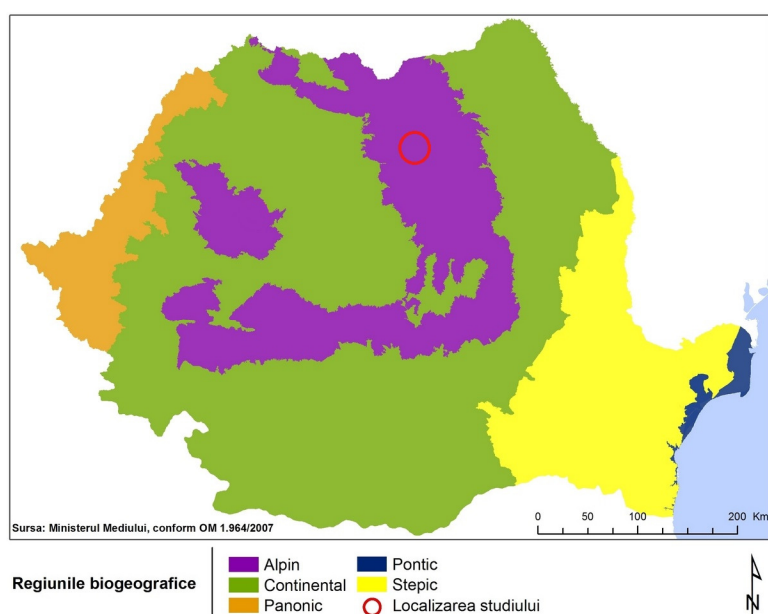 Sursa: Ministerul Mediului, conform OM 1.964/2007
0 50 100 200 Km
Regiunile biogeografice
Alpin
Continental
Panonic
Pontic
Stepic
Localizarea studiului
N